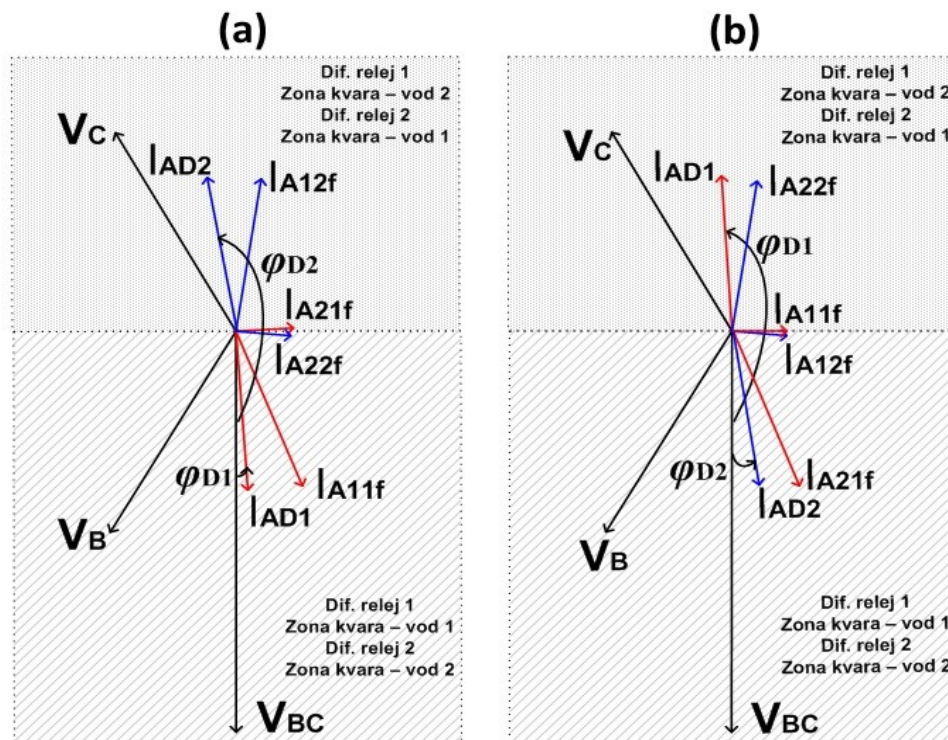 (a)
Dif. relej 1
Zona kvara – vod 2
Dif. relej 2
Zona kvara – vod 1
VC
IAD2
IA12f
φD2
IA21f
IA22f
φD1
IA11f
IAD1
VB
Dif. relej 1
Zona kvara – vod 1
Dif. relej 2
Zona kvara – vod 2
VBC
(b)
Dif. relej 1
Zona kvara – vod 2
Dif. relej 2
Zona kvara – vod 1
VC
IAD1
IA22f
φD1
IA11f
IA12f
φD2
IA21f
IAD2
VB
Dif. relej 1
Zona kvara – vod 1
Dif. relej 2
Zona kvara – vod 2
VBC